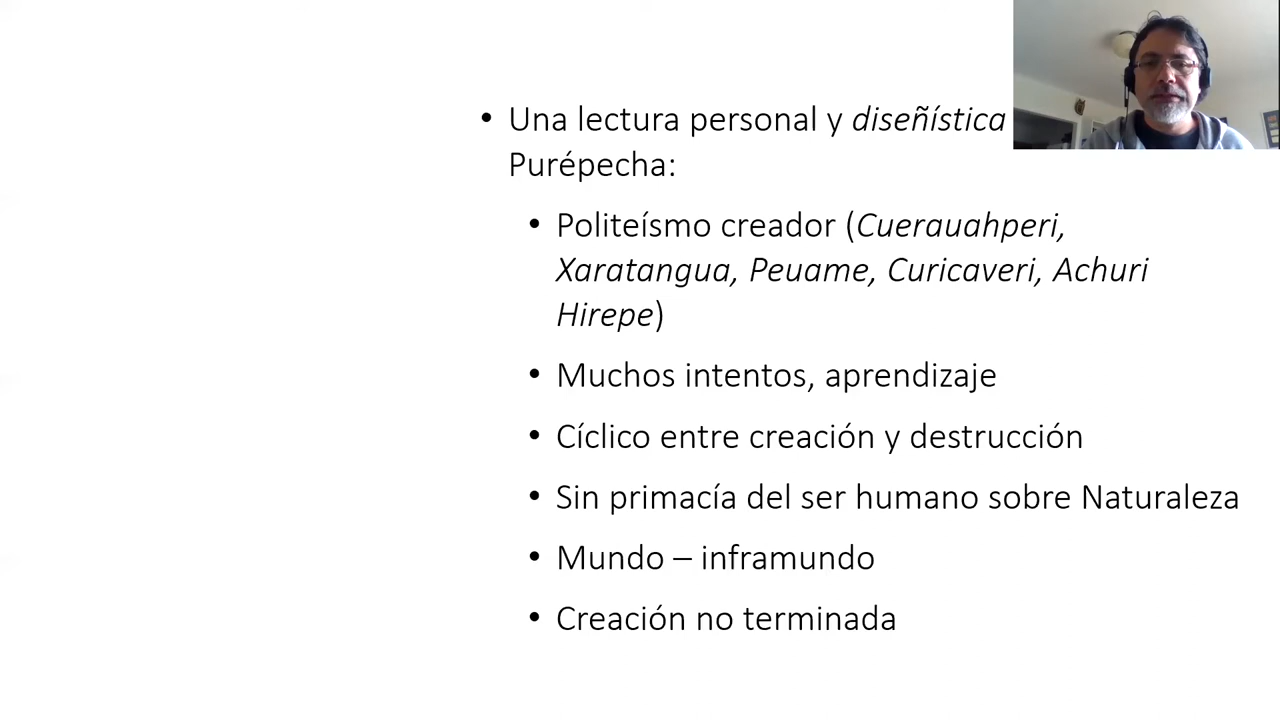 • Una lectura personal y diseñística
Purépecha:
• Politeísmo creador (Cuerauahperi,
Xaratangua, Peuame, Curicaveri, Achuri
Hirepe)
• Muchos intentos, aprendizaje
• Cíclico entre creación y destrucción
• Sin primacía del ser humano sobre Naturaleza
• Mundo – inframundo
• Creación no terminada